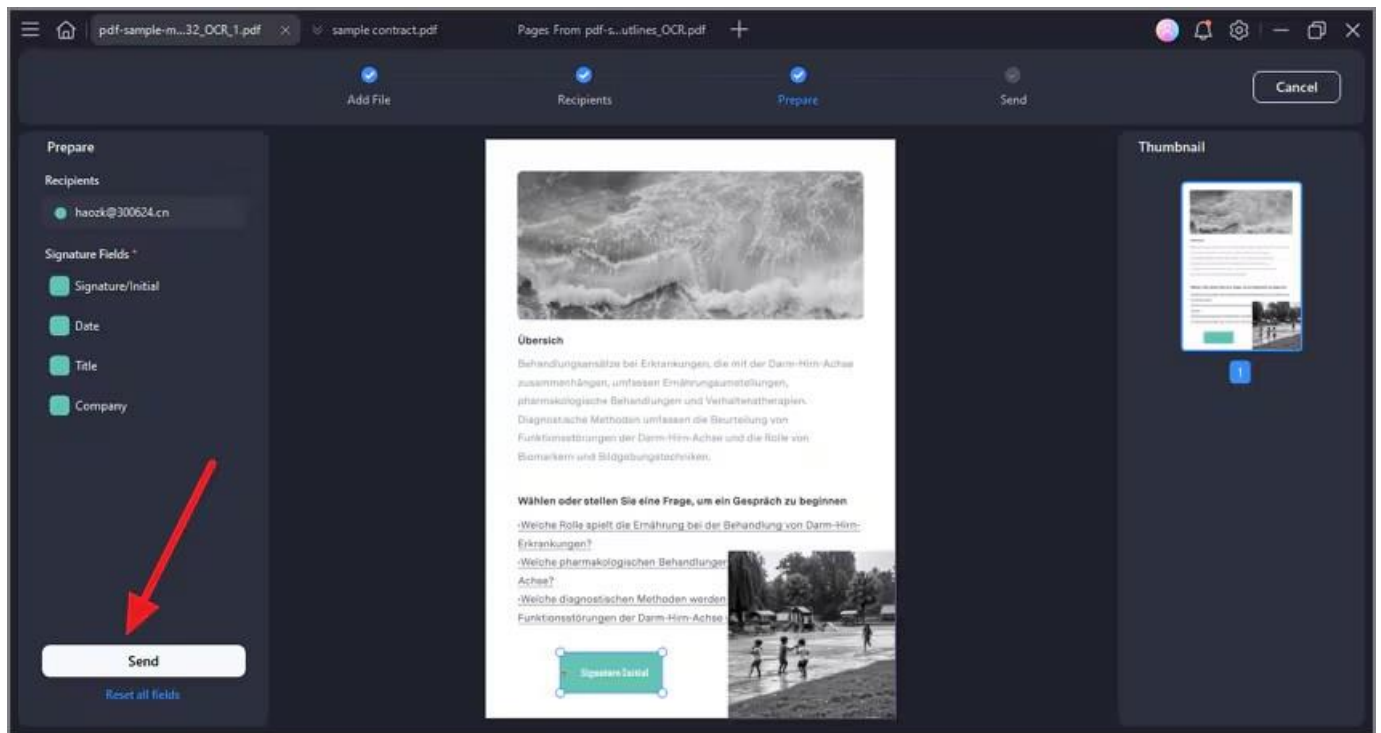 pdf-sample-m...32_OCR_1.pdf
sample contract.pdf
Pages From pdf-s...utlines_OCR.pdf
Add File
Recipients
Prepare
Send
Cancel
Prepare
Recipients
haozk@300624.cn
Signature Fields *
Signature/Initial
Date
Title
Company
Send
Reset all fields
Übersich
Behandlungsansätze bei Erkrankungen, die mit der Darm-Hirn-Achse
zusammenhängen, umfassen Ernährungsumstellungen,
pharmakologische Behandlungen und Verhaltenstherapien.
Diagnostische Methoden umfassen die Beurteilung von
Funktionsstörungen der Darm-Hirn-Achse und die Rolle von
Biomarkern und Bildgebungstechniken.
Wählen oder stellen Sie eine Frage, um ein Gespräch zu beginnen
•Welche Rolle spielt die Ernährung bei der Behandlung von Darm-Hirn-
Erkrankungen?
•Welche pharmakologischen Behandlungen
Achse?
•Welche diagnostischen Methoden werden
Funktionsstörungen der Darm-Hirn-Achse
Signature/Initial
Thumbnail
1